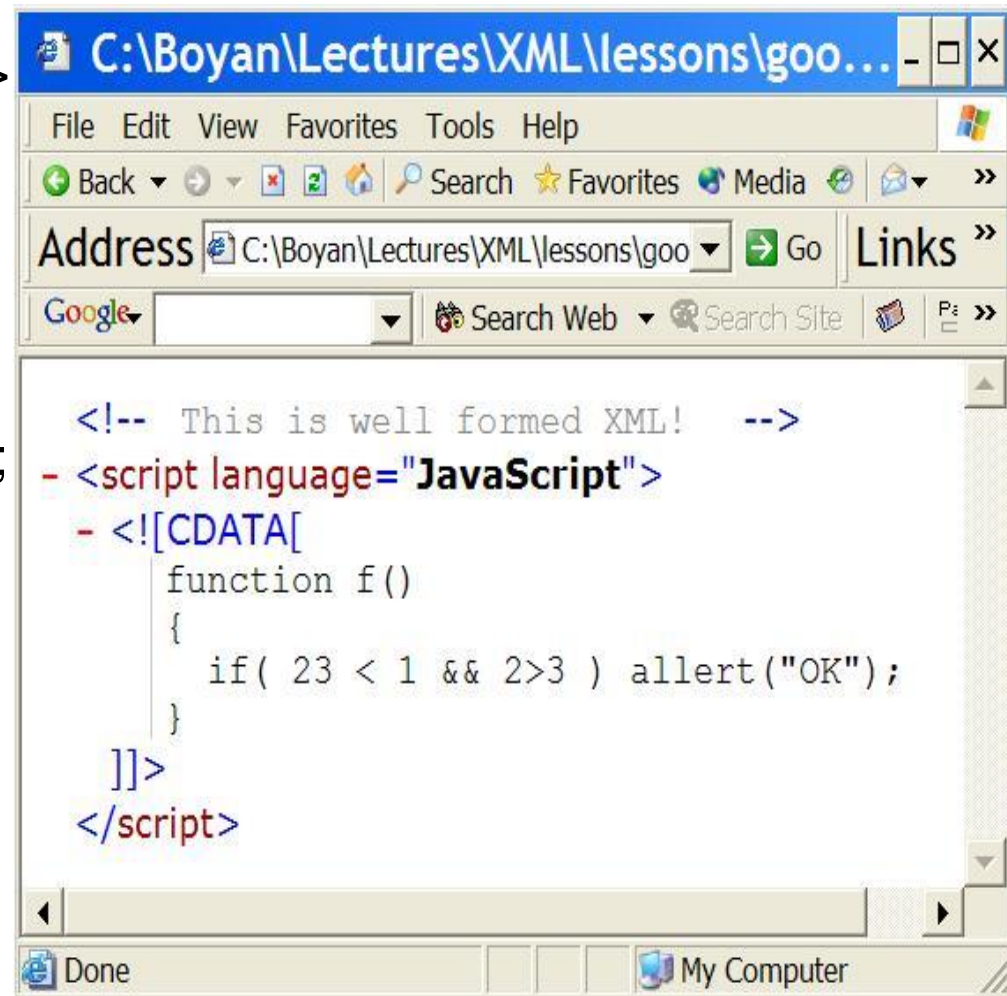 C:\Boyan\Lectures\XML\lessons\goo...
File Edit View Favorites Tools Help
Back Search Favorites Media »
Address C:\Boyan\Lectures\XML\lessons\goo Go Links »
Google Search Web Search Site »
>
<!-- This is well formed XML! -->
;
- <script language="JavaScript">
- <![CDATA[
function f()
{
if( 23 < 1 && 2>3 ) allert("OK");
}
]]>
</script>
Done My Computer